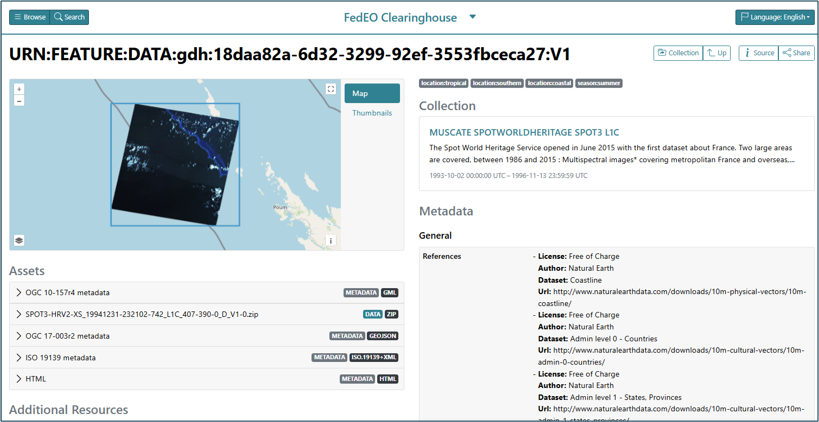 Browse
Search
FedEO Clearinghouse
Language: English
URN:FEATURE:DATA:gdh:18daa82a-6d32-3299-92ef-3553fbceca27:V1
Collection
Up
Source
Share
+
−
Poum
Map
Thumbnails
location:tropical location:southern location:coastal season:summer
Collection
MUSCATE SPOTWORLDHERITAGE SPOT3 L1C
The Spot World Heritage Service opened in June 2015 with the first dataset about France. Two large areas
are covered, between 1986 and 2015 : Multispectral images* covering metropolitan France and overseas,...
1993-10-02 00:00:00 UTC – 1996-11-13 23:59:59 UTC
Assets
OGC 10-157r4 metadata METADATA GML
SPOT3-HRV2-XS_19941231-232102-742_L1C_407-390-0_D_V1-0.zip DATA ZIP
OGC 17-003r2 metadata METADATA GEOJSON
ISO 19139 metadata METADATA ISO.19139+XML
HTML METADATA HTML
Additional Resources
Metadata
General
References
- License: Free of Charge
Author: Natural Earth
Dataset: Coastline
Url: http://www.naturalearthdata.com/downloads/10m-physical-vectors/10m-
coastline/
- License: Free of Charge
Author: Natural Earth
Dataset: Admin level 0 - Countries
Url: http://www.naturalearthdata.com/downloads/10m-cultural-vectors/10m-
admin-0-countries/
- License: Free of Charge
Author: Natural Earth
Dataset: Admin level 1 - States, Provinces
Url: http://www.naturalearthdata.com/downloads/10m-cultural-vectors/10m-
admin-1-states-provinces/